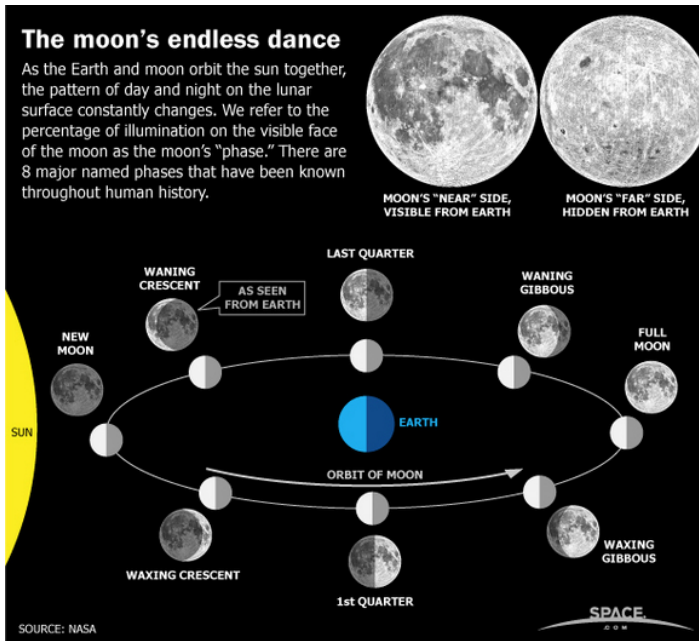 The moon's endless dance
As the Earth and moon orbit the sun together,
the pattern of day and night on the lunar
surface constantly changes. We refer to the
percentage of illumination on the visible face
of the moon as the moon's “phase.” There are
8 major named phases that have been known
throughout human history.
MOON'S “NEAR” SIDE,
VISIBLE FROM EARTH
MOON'S “FAR” SIDE,
HIDDEN FROM EARTH
LAST QUARTER
WANING
CRESCENT
AS SEEN
FROM EARTH
WANING
GIBBOUS
NEW
MOON
FULL
MOON
SUN
EARTH
ORBIT OF MOON
WAXING CRESCENT
WAXING
GIBBOUS
1st QUARTER
SOURCE: NASA
SPACE.
.COM